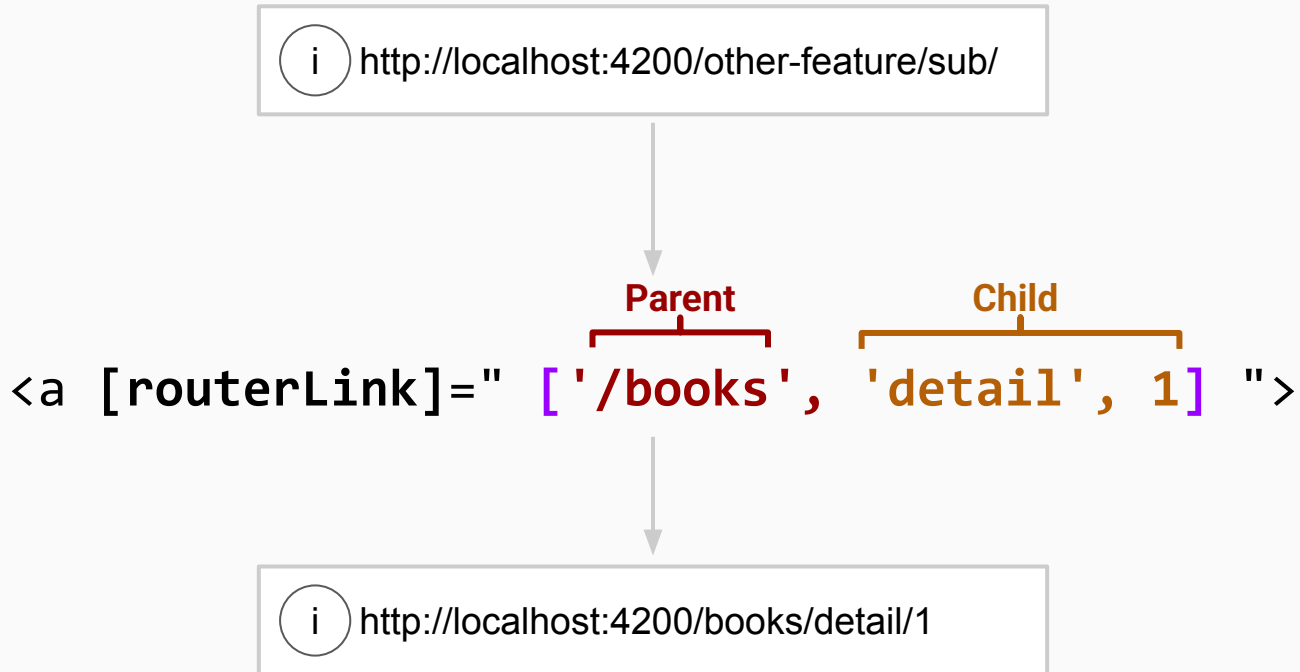 i http://localhost:4200/other-feature/sub/
Parent Child
<a [routerLink]=" ['/books', 'detail', 1] ">
i http://localhost:4200/books/detail/1